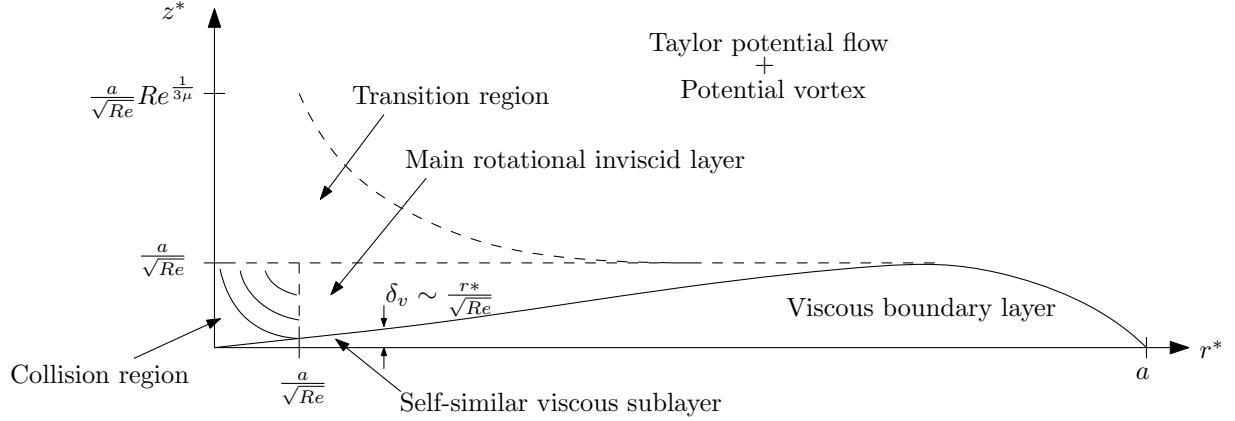 z*
Taylor potential flow
+
Potential vortex
a/√Re Re^{1/3μ}
Transition region
Main rotational inviscid layer
a/√Re
δ_v ∼ r*/√Re
Viscous boundary layer
r*
Collision region
a/√Re
a
Self-similar viscous sublayer